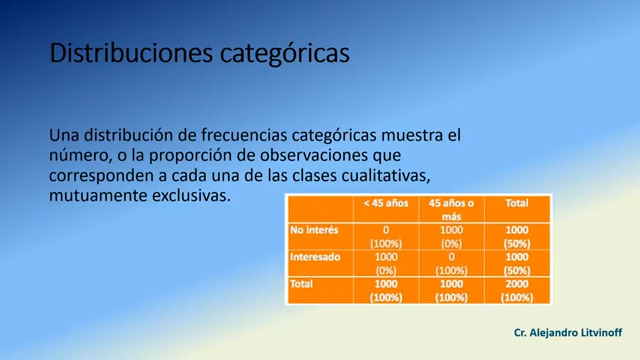 Distribuciones categóricas
Una distribución de frecuencias categóricas muestra el
número, o la proporción de observaciones que
corresponden a cada una de las clases cualitativas,
mutuamente exclusivas.
< 45 años 45 años o más Total
No interés 0 (100%) 1000 (0%) 1000 (50%)
Interesado 1000 (0%) 0 (100%) 1000 (50%)
Total 1000 (100%) 1000 (100%) 2000 (100%)
Cr. Alejandro Litvinoff